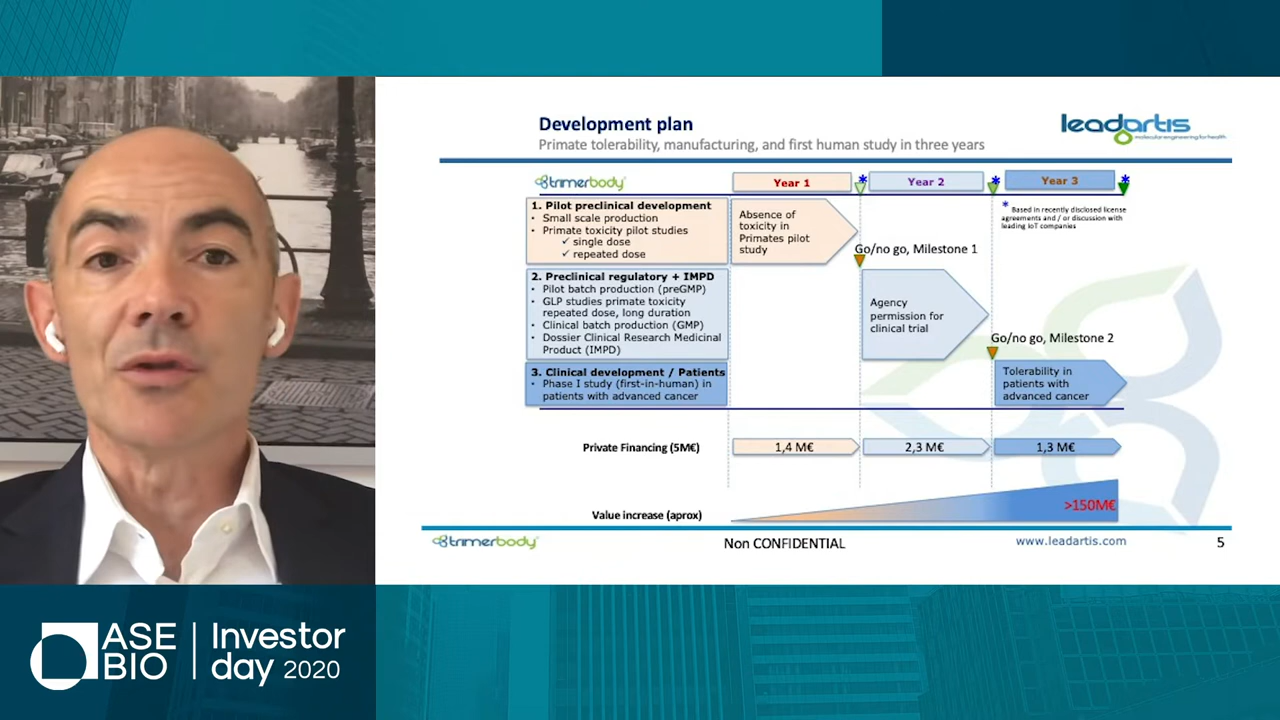 Development plan
Primate tolerability, manufacturing, and first human study in three years
leadartis
molecular engineering for health
trimerbody
Year 1
*
Year 2
*
Year 3
*
1. Pilot preclinical development
• Small scale production
• Primate toxicity pilot studies
✓ single dose
✓ repeated dose
Absence of
toxicity in
Primates pilot
study
* Based in recently disclosed license
agreements and / or discussion with
leading IoT companies
Go/no go, Milestone 1
2. Preclinical regulatory + IMPD
• Pilot batch production (preGMP)
• GLP studies primate toxicity
repeated dose, long duration
• Clinical batch production (GMP)
• Dossier Clinical Research Medicinal
Product (IMPD)
Agency
permission for
clinical trial
Go/no go, Milestone 2
3. Clinical development / Patients
• Phase I study (first-in-human) in
patients with advanced cancer
Tolerability in
patients with
advanced cancer
Private Financing (5M€)
1,4 M€
2,3 M€
1,3 M€
Value increase (aprox)
>150M€
trimerbody
Non CONFIDENTIAL
www.leadartis.com
5
ASE
BIO
Investor
day 2020